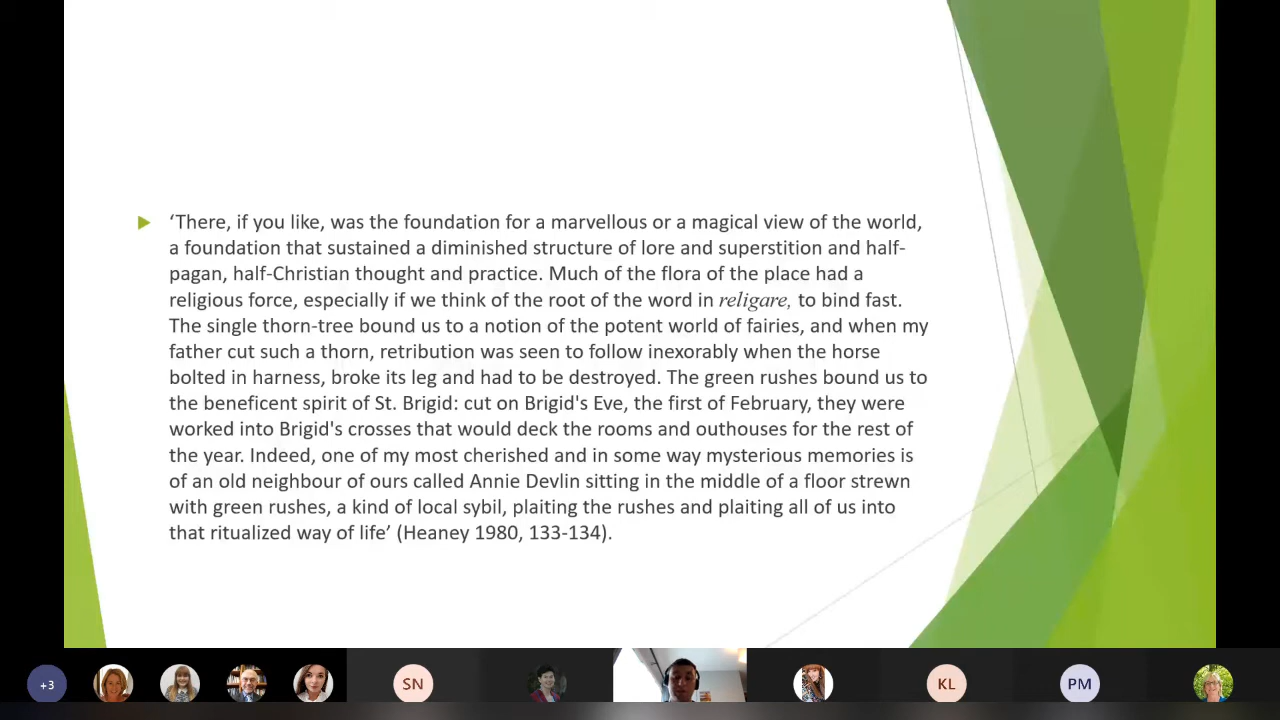 ‘There, if you like, was the foundation for a marvellous or a magical view of the world,
a foundation that sustained a diminished structure of lore and superstition and half-
pagan, half-Christian thought and practice. Much of the flora of the place had a
religious force, especially if we think of the root of the word in religare, to bind fast.
The single thorn-tree bound us to a notion of the potent world of fairies, and when my
father cut such a thorn, retribution was seen to follow inexorably when the horse
bolted in harness, broke its leg and had to be destroyed. The green rushes bound us to
the beneficent spirit of St. Brigid: cut on Brigid's Eve, the first of February, they were
worked into Brigid's crosses that would deck the rooms and outhouses for the rest of
the year. Indeed, one of my most cherished and in some way mysterious memories is
of an old neighbour of ours called Annie Devlin sitting in the middle of a floor strewn
with green rushes, a kind of local sybil, plaiting the rushes and plaiting all of us into
that ritualized way of life’ (Heaney 1980, 133-134).
+3 SN KL PM